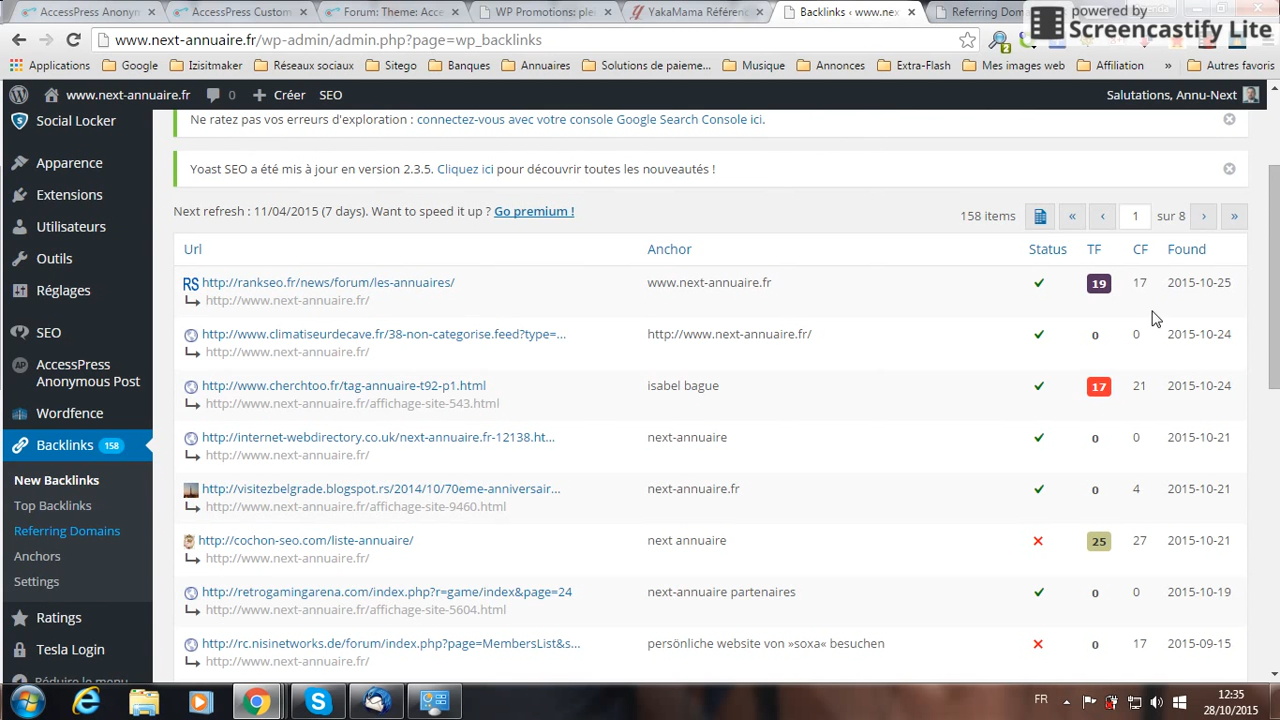 AccessPress Anonym
AccessPress Custom
Forum: Theme: Acce
WP Promotions: ple
YakaMama Référenc
Backlinks ‹ www.nex
Referring Dom
powered by
Screencastify Lite
www.next-annuaire.fr/wp-admin/admin.php?page=wp_backlinks
2
Applications
Google
Izisitmaker
Réseaux sociaux
Sitego
Banques
Annuaires
Solutions de paieme...
Musique
Annonces
Extra-Flash
Mes images web
Affiliation
»
Autres favoris
www.next-annuaire.fr
0
Créer
SEO
Salutations, Annu-Next
Social Locker
Apparence
Extensions
Utilisateurs
Outils
Réglages
SEO
AccessPress
Anonymous Post
Wordfence
Backlinks 158
New Backlinks
Top Backlinks
Referring Domains
Anchors
Settings
Ratings
Tesla Login
Réduire le menu
Ne ratez pas vos erreurs d'exploration : connectez-vous avec votre console Google Search Console ici.
Yoast SEO a été mis à jour en version 2.3.5. Cliquez ici pour découvrir toutes les nouveautés !
Next refresh : 11/04/2015 (7 days). Want to speed it up ? Go premium !
158 items « ‹ 1 sur 8 › »
Url Anchor Status TF CF Found
RS http://rankseo.fr/news/forum/les-annuaires/ www.next-annuaire.fr 19 17 2015-10-25
http://www.next-annuaire.fr/
http://www.climatiseurdecave.fr/38-non-categorise.feed?type=... http://www.next-annuaire.fr/ 0 0 2015-10-24
http://www.next-annuaire.fr/
http://www.cherchtoo.fr/tag-annuaire-t92-p1.html isabel bague 17 21 2015-10-24
http://www.next-annuaire.fr/affichage-site-543.html
http://internet-webdirectory.co.uk/next-annuaire.fr-12138.ht... next-annuaire 0 0 2015-10-21
http://www.next-annuaire.fr/
http://visitezbelgrade.blogspot.rs/2014/10/70eme-anniversair... next-annuaire.fr 0 4 2015-10-21
http://www.next-annuaire.fr/affichage-site-9460.html
http://cochon-seo.com/liste-annuaire/ next annuaire 25 27 2015-10-21
http://www.next-annuaire.fr/
http://retrogamingarena.com/index.php?r=game/index&page=24 next-annuaire partenaires 0 0 2015-10-19
http://www.next-annuaire.fr/affichage-site-5604.html
http://rc.nisinetworks.de/forum/index.php?page=MembersList&s... persönliche website von »soxa« besuchen 0 17 2015-09-15
http://www.next-annuaire.fr/
FR
12:35
28/10/2015